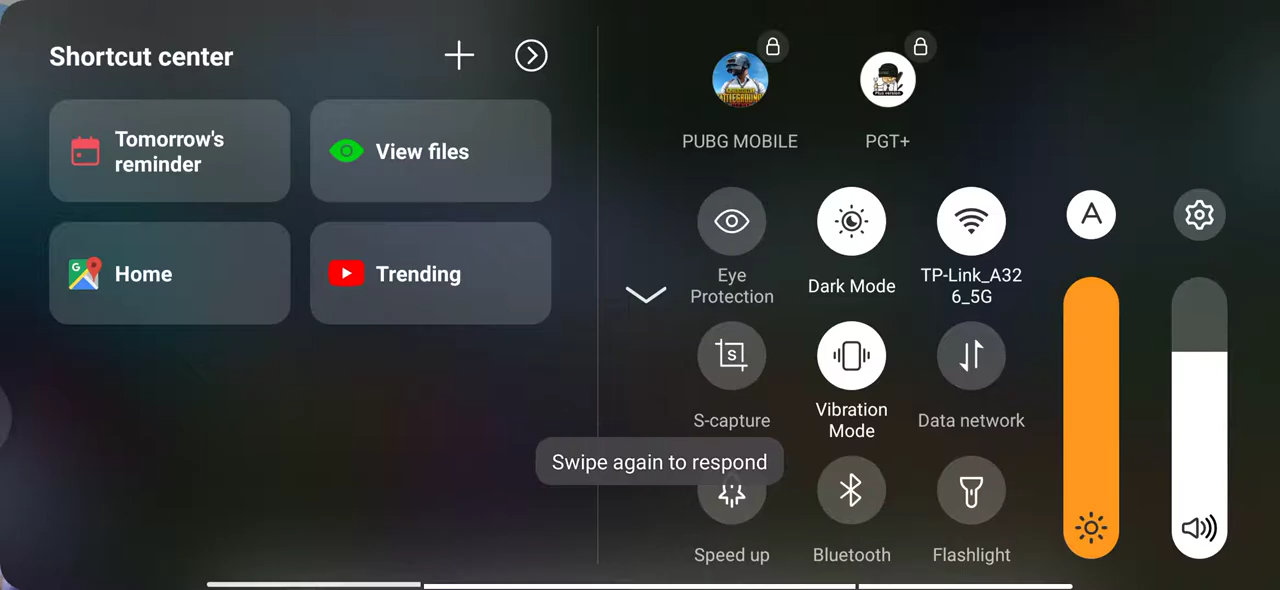 Shortcut center
Tomorrow's
reminder
View files
Home
Trending
PUBG MOBILE
PGT+
Eye
Protection
Dark Mode
TP-Link_A32
6_5G
A
S-capture
Vibration
Mode
Data network
Swipe again to respond
Speed up
Bluetooth
Flashlight